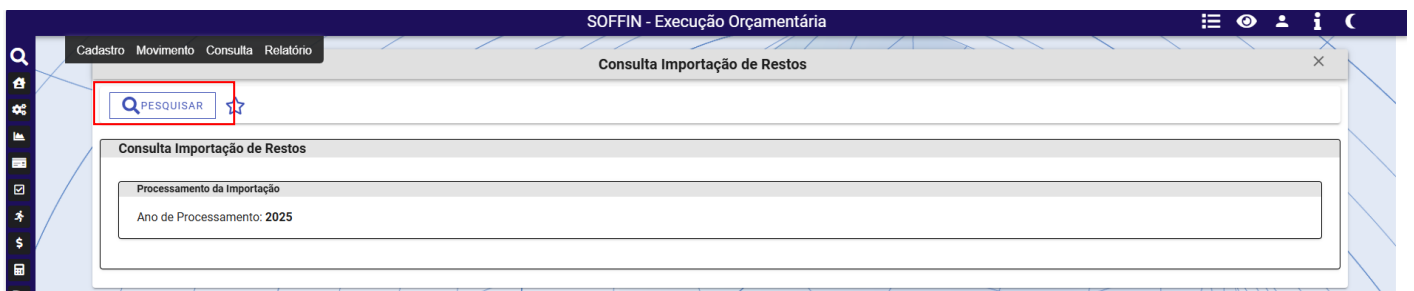 SOFFIN - Execução Orçamentária
Cadastro Movimento Consulta Relatório
Consulta Importação de Restos
PESQUISAR
Consulta Importação de Restos
Processamento da Importação
Ano de Processamento: 2025